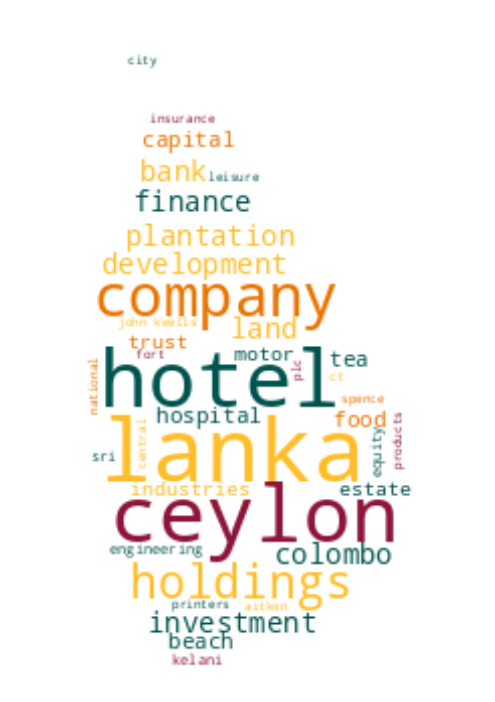 city
insurance
capital
bank leisure
finance
plantation
development
company
john keells land
trust
fort motor tea
hotel plc ct
national
spence
hospital food
lanka
central equity products
sri
industries estate
ceylon
engineering colombo
holdings
printers aitken
investment
beach
kelani